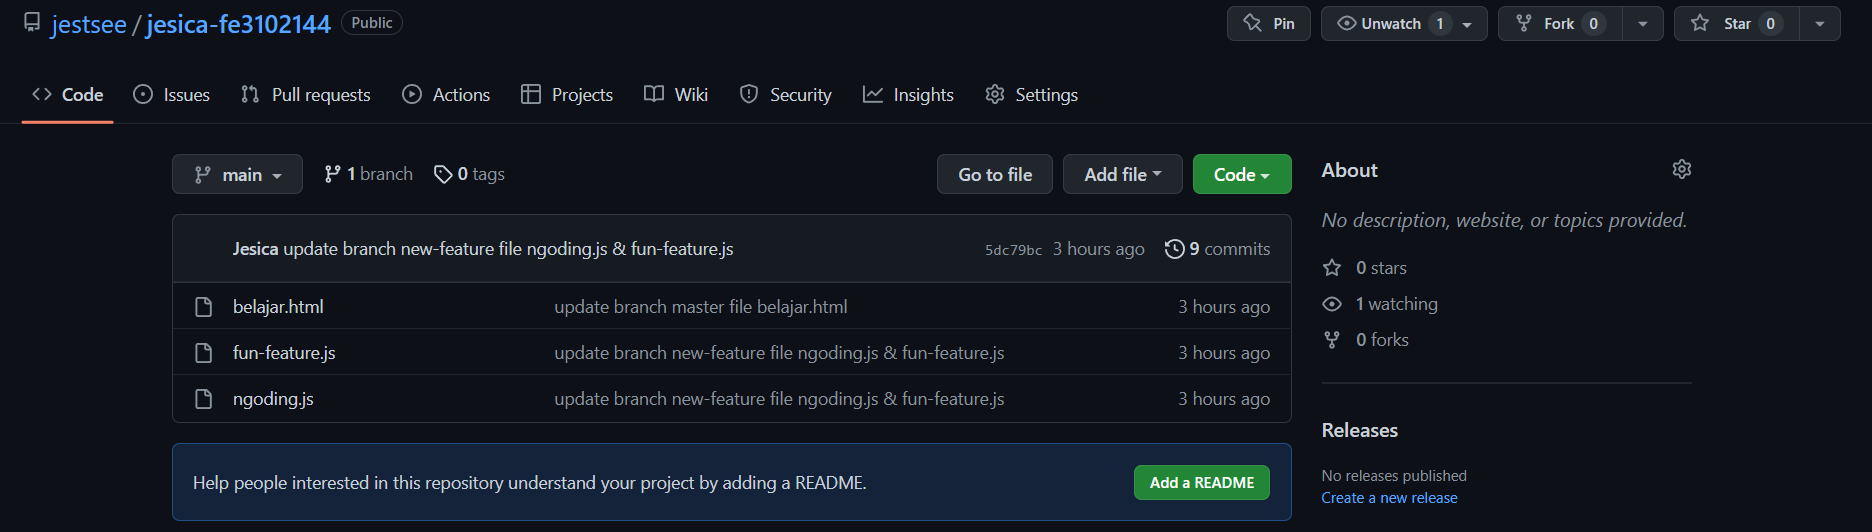 jestsee / jesica-fe3102144 Public
Pin Unwatch 1 Fork 0 Star 0
Code Issues Pull requests Actions Projects Wiki Security Insights Settings
main 1 branch 0 tags Go to file Add file Code
Jesica update branch new-feature file ngoding.js & fun-feature.js 5dc79bc 3 hours ago 9 commits
belajar.html update branch master file belajar.html 3 hours ago
fun-feature.js update branch new-feature file ngoding.js & fun-feature.js 3 hours ago
ngoding.js update branch new-feature file ngoding.js & fun-feature.js 3 hours ago
Help people interested in this repository understand your project by adding a README. Add a README
About
No description, website, or topics provided.
0 stars
1 watching
0 forks
Releases
No releases published
Create a new release